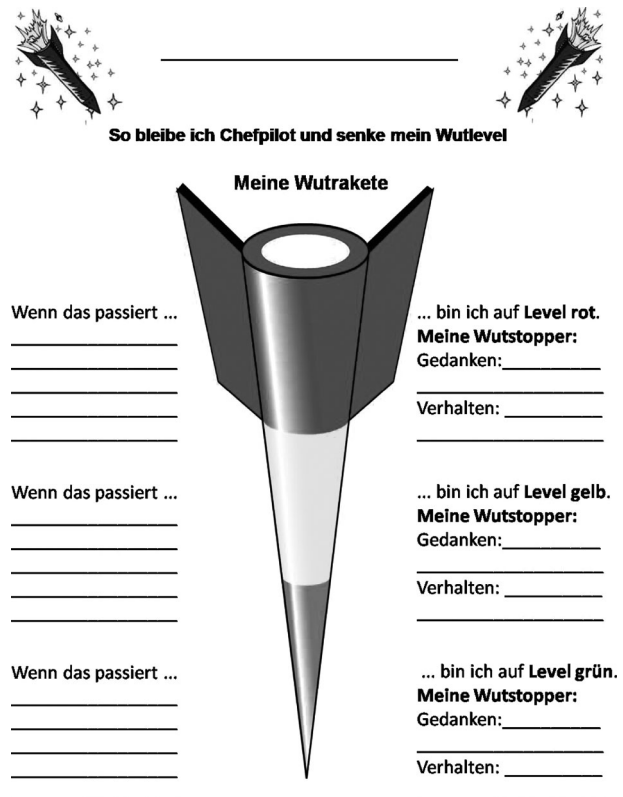 So bleibe ich Chefpilot und senke mein Wutlevel
Meine Wutrakete
Wenn das passiert ...
... bin ich auf Level rot.
Meine Wutstopper:
Gedanken:
Verhalten:
Wenn das passiert ...
... bin ich auf Level gelb.
Meine Wutstopper:
Gedanken:
Verhalten:
Wenn das passiert ...
... bin ich auf Level grün.
Meine Wutstopper:
Gedanken:
Verhalten: